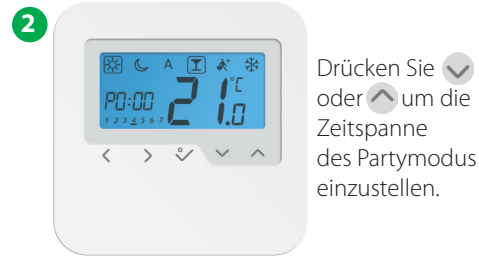 2
A
P0:00 21.0 °C
1 2 3 4 5 6 7
Drücken Sie
oder um die
Zeitspanne
des Partymodus
einzustellen.